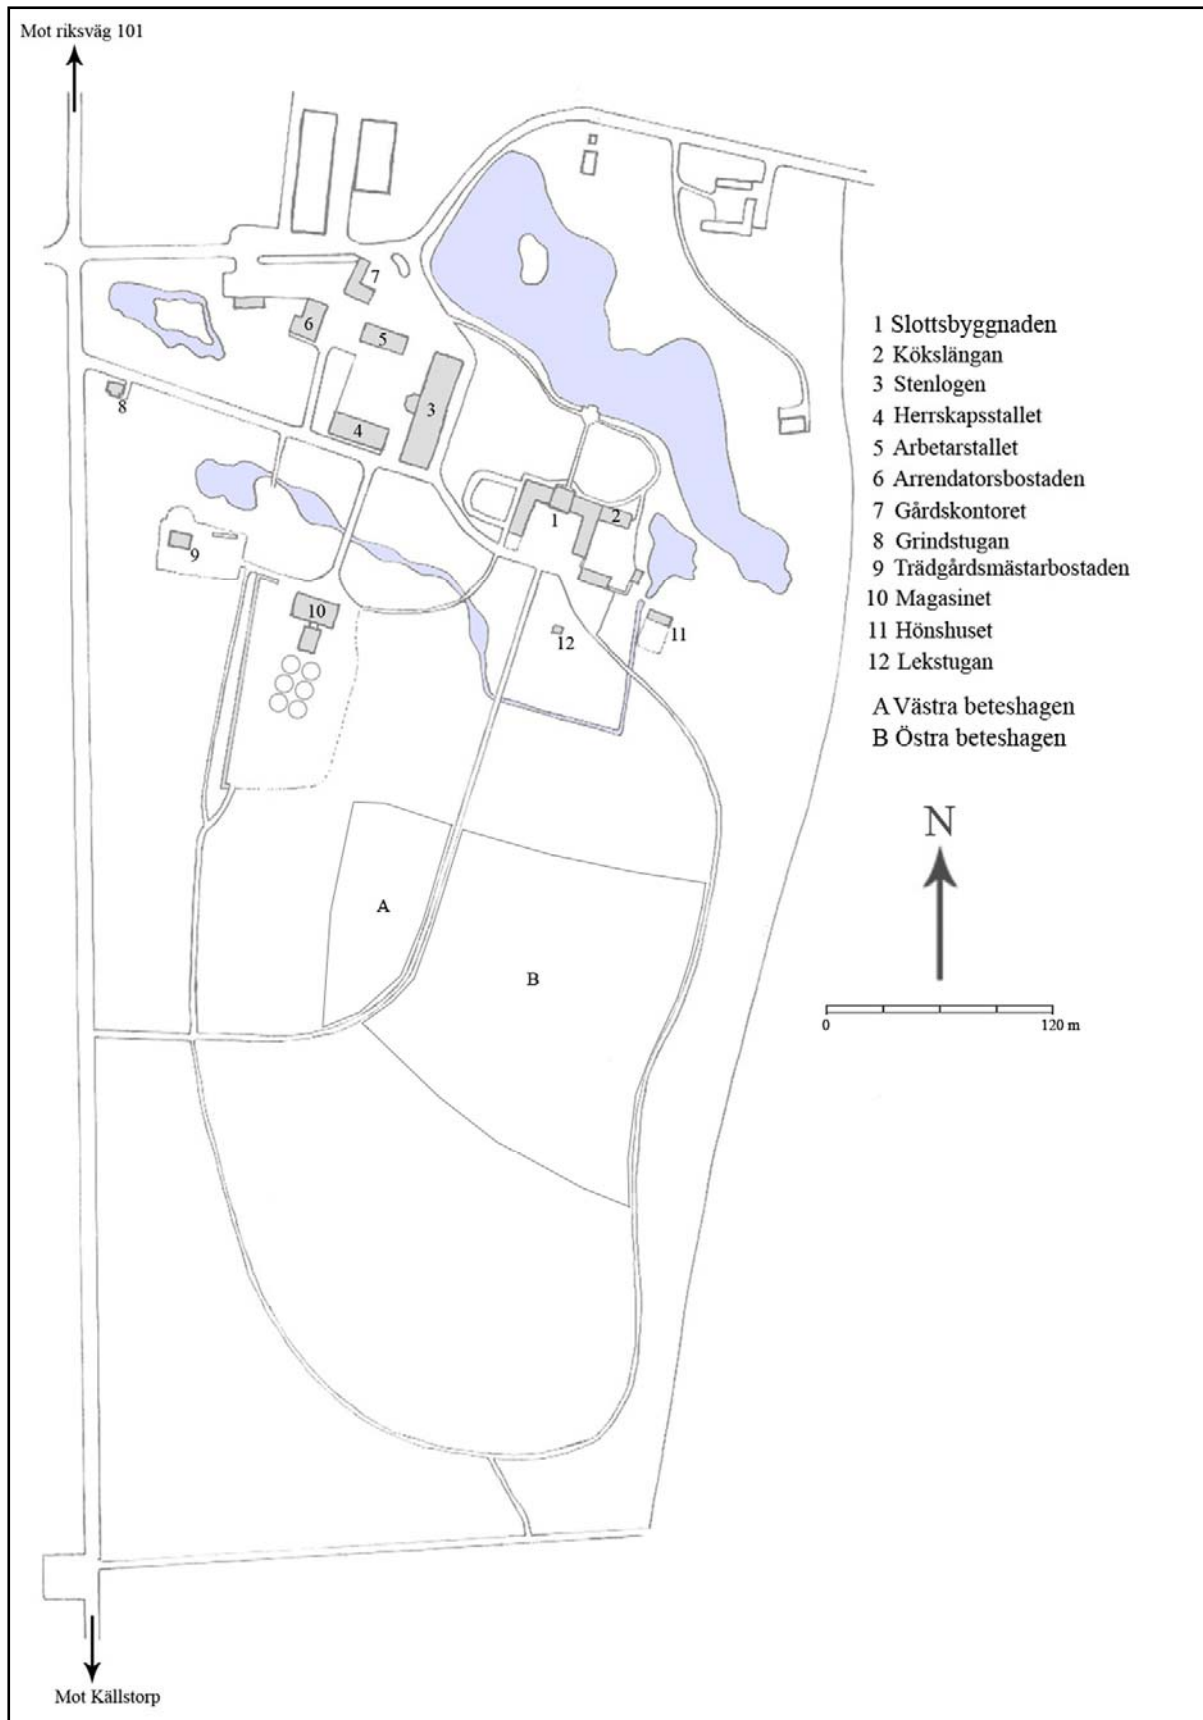 Mot riksväg 101
7
6
5
3
8
4
1
2
9
10
12
11
A
B
1 Slottsbyggnaden
2 Kökslängan
3 Stenlogen
4 Herrskapsstallet
5 Arbetarstallet
6 Arrendatorsbostaden
7 Gårdskontoret
8 Grindstugan
9 Trädgårdsmästarbostaden
10 Magasinet
11 Hönshuset
12 Lekstugan
A Västra beteshagen
B Östra beteshagen
N
0 120 m
Mot Källstorp